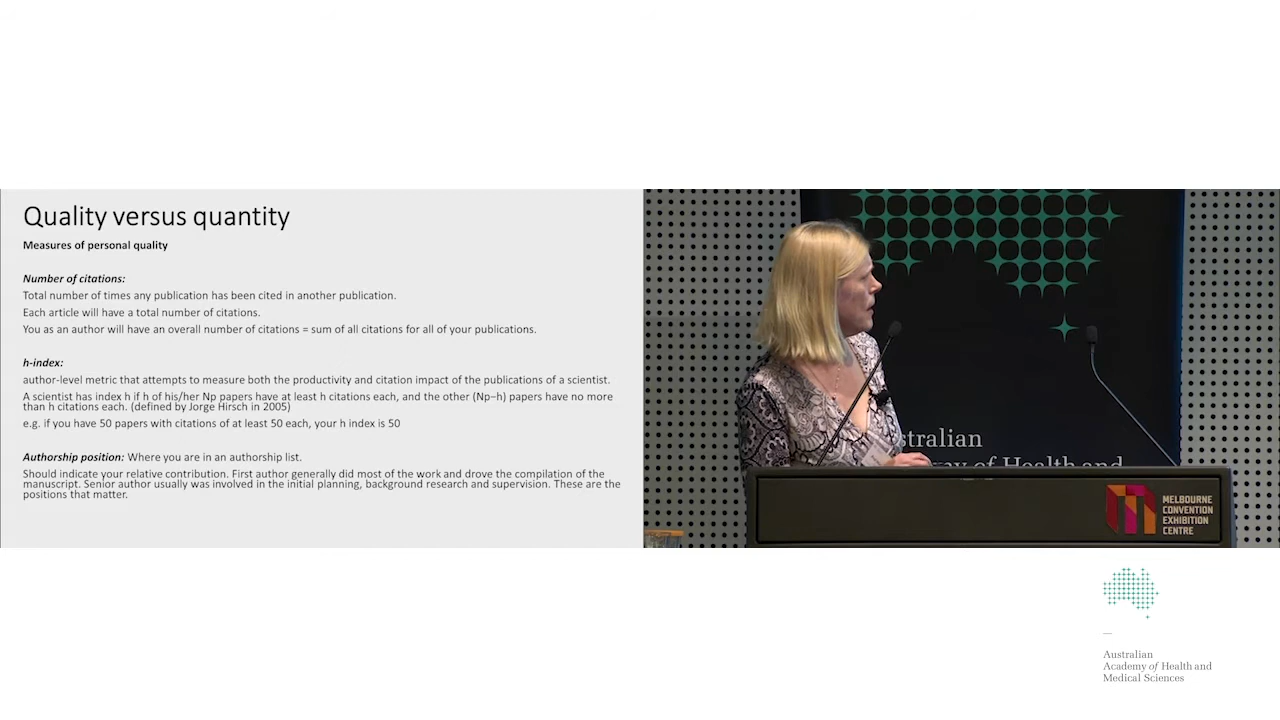 Quality versus quantity
Measures of personal quality
Number of citations:
Total number of times any publication has been cited in another publication.
Each article will have a total number of citations.
You as an author will have an overall number of citations = sum of all citations for all of your publications.
h-index:
author-level metric that attempts to measure both the productivity and citation impact of the publications of a scientist.
A scientist has index h if h of his/her Np papers have at least h citations each, and the other (Np−h) papers have no more
than h citations each. (defined by Jorge Hirsch in 2005)
e.g. if you have 50 papers with citations of at least 50 each, your h index is 50
Authorship position: Where you are in an authorship list.
Should indicate your relative contribution. First author generally did most of the work and drove the compilation of the
manuscript. Senior author usually was involved in the initial planning, background research and supervision. These are the
positions that matter.
stralian
my of Health and
MELBOURNE
CONVENTION
EXHIBITION
CENTRE
Australian
Academy of Health and
Medical Sciences